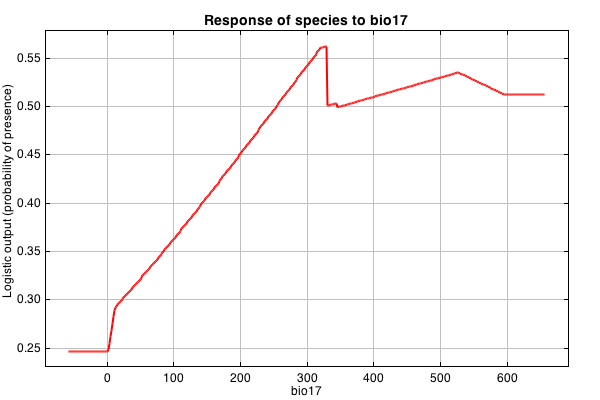 Response of species to bio17
Logistic output (probability of presence)
0.55
0.50
0.45
0.40
0.35
0.30
0.25
0 100 200 300 400 500 600
bio17